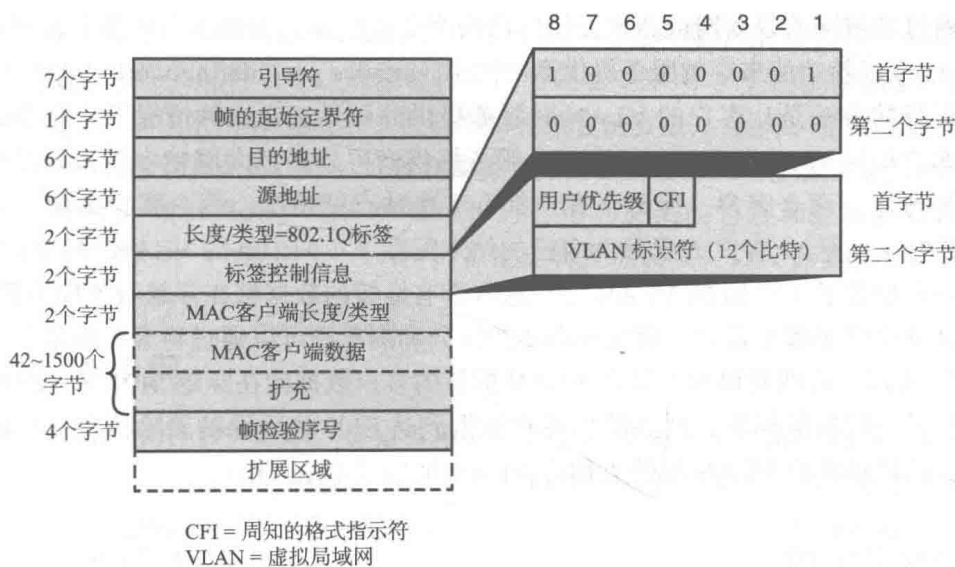 8 7 6 5 4 3 2 1
7个字节 引导符 1 0 0 0 0 0 0 1 首字节
1个字节 帧的起始定界符 0 0 0 0 0 0 0 0 第二个字节
6个字节 目的地址
6个字节 源地址 用户优先级 CFI 首字节
2个字节 长度/类型=802.1Q标签 VLAN 标识符（12个比特） 第二个字节
2个字节 标签控制信息
2个字节 MAC客户端长度/类型
42~1500个字节 MAC客户端数据
扩充
4个字节 帧检验序号
扩展区域
CFI = 周知的格式指示符
VLAN = 虚拟局域网